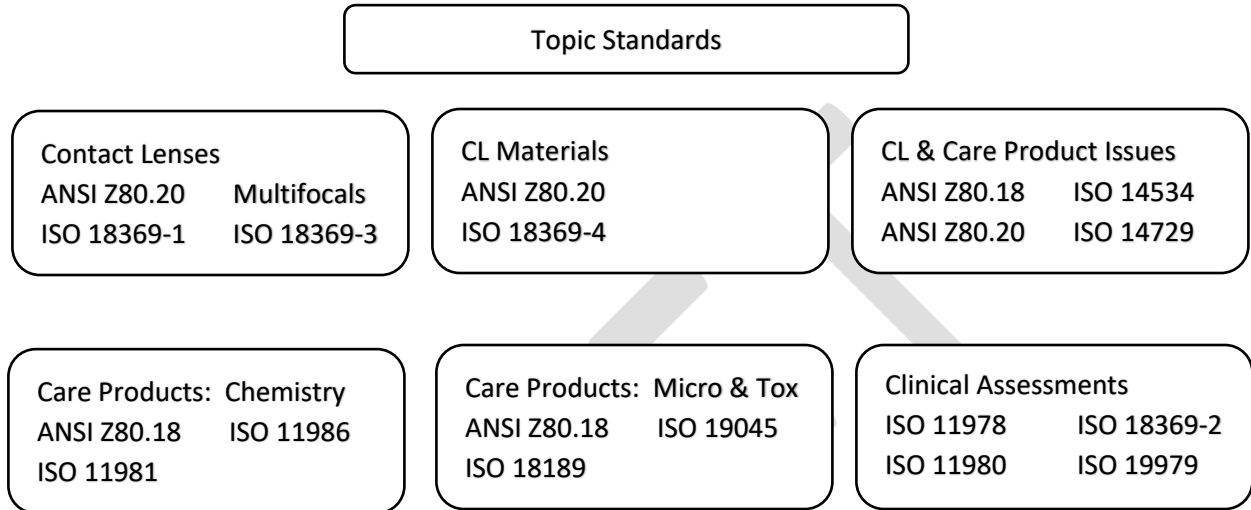 Topic Standards
Contact Lenses
ANSI Z80.20 Multifocals
ISO 18369-1 ISO 18369-3
CL Materials
ANSI Z80.20
ISO 18369-4
CL & Care Product Issues
ANSI Z80.18 ISO 14534
ANSI Z80.20 ISO 14729
Care Products: Chemistry
ANSI Z80.18 ISO 11986
ISO 11981
Care Products: Micro & Tox
ANSI Z80.18 ISO 19045
ISO 18189
Clinical Assessments
ISO 11978 ISO 18369-2
ISO 11980 ISO 19979